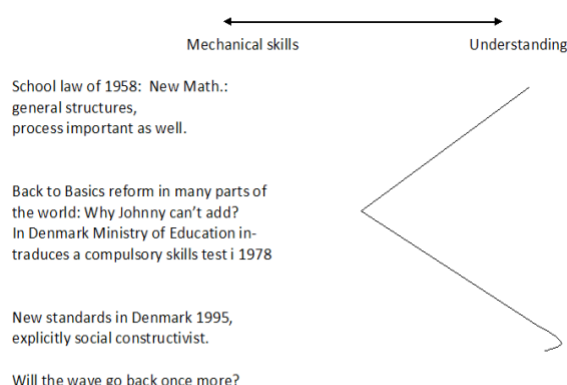 Mechanical skills Understanding
School law of 1958: New Math.:
general structures,
process important as well.
Back to Basics reform in many parts of
the world: Why Johnny can't add?
In Denmark Ministry of Education in-
traduces a compulsory skills test i 1978
New standards in Denmark 1995,
explicitly social constructivist.
Will the wave go back once more?